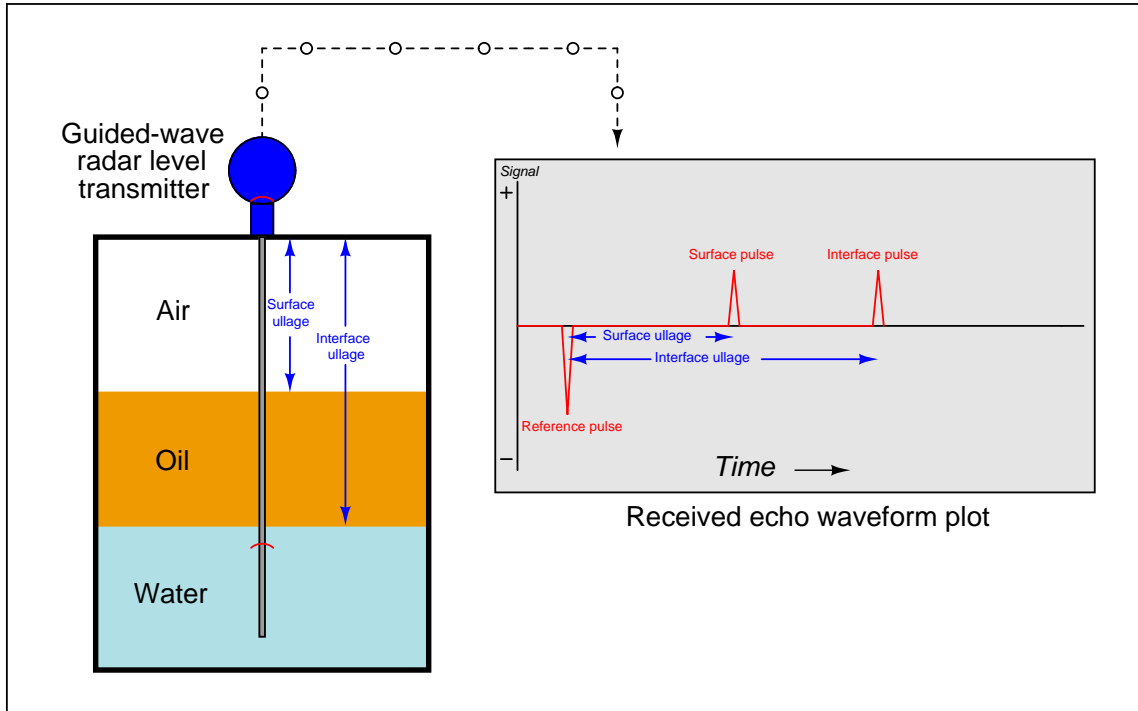 Guided-wave
radar level
transmitter
Air
Surface
ullage
Interface
ullage
Oil
Water
Signal
+
Surface pulse
Interface pulse
Surface ullage
Interface ullage
Reference pulse
−
Time
Received echo waveform plot